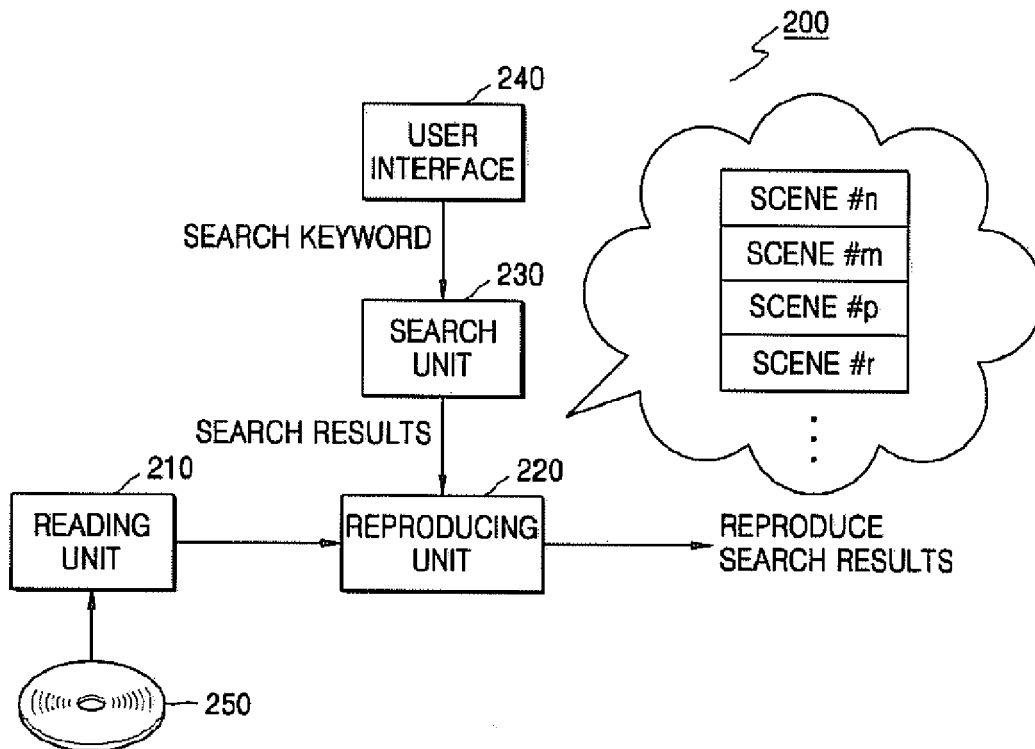 200
240
USER
INTERFACE
SEARCH KEYWORD
230
SEARCH
UNIT
SEARCH RESULTS
SCENE #n
SCENE #m
SCENE #p
SCENE #r
210
READING
UNIT
220
REPRODUCING
UNIT
REPRODUCE
SEARCH RESULTS
250